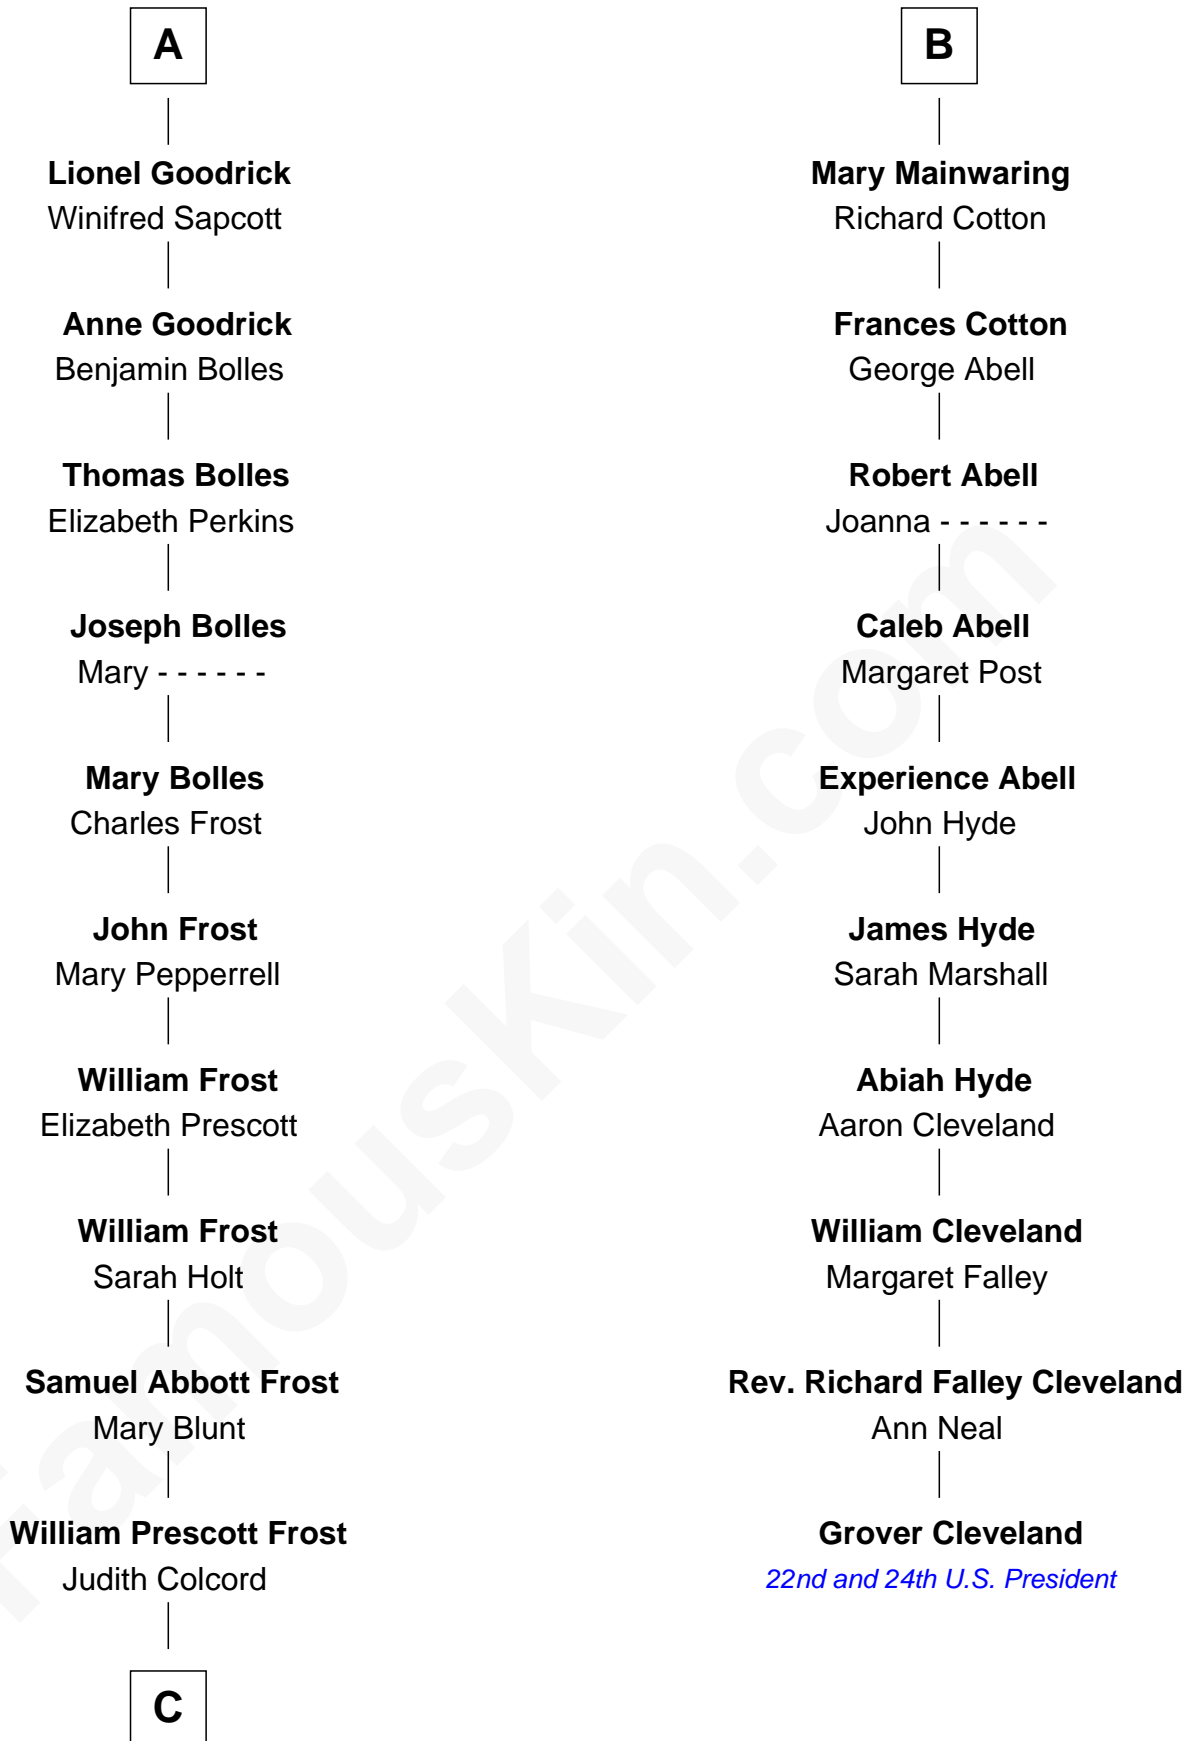 A
Lionel Goodrick
Winifred Sapcott
Anne Goodrick
Benjamin Bolles
Thomas Bolles
Elizabeth Perkins
Joseph Bolles
Mary - - - - - -
Mary Bolles
Charles Frost
John Frost
Mary Pepperrell
William Frost
Elizabeth Prescott
William Frost
Sarah Holt
Samuel Abbott Frost
Mary Blunt
William Prescott Frost
Judith Colcord
C
B
Mary Mainwaring
Richard Cotton
Frances Cotton
George Abell
Robert Abell
Joanna - - - - - -
Caleb Abell
Margaret Post
Experience Abell
John Hyde
James Hyde
Sarah Marshall
Abiah Hyde
Aaron Cleveland
William Cleveland
Margaret Falley
Rev. Richard Falley Cleveland
Ann Neal
Grover Cleveland
22nd and 24th U.S. President
FamousKin.com